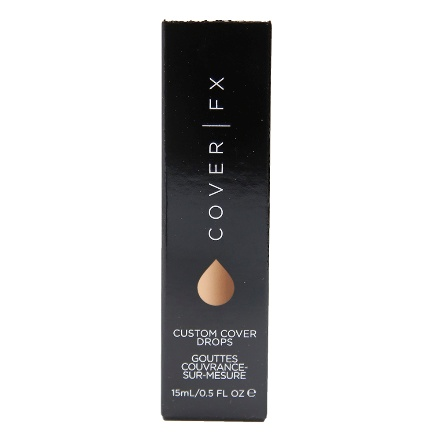 COVER | FX
CUSTOM COVER
DROPS
GOUTTES
COUVRANCE-
SUR-MESURE
15mL/0.5 FL OZ ℮